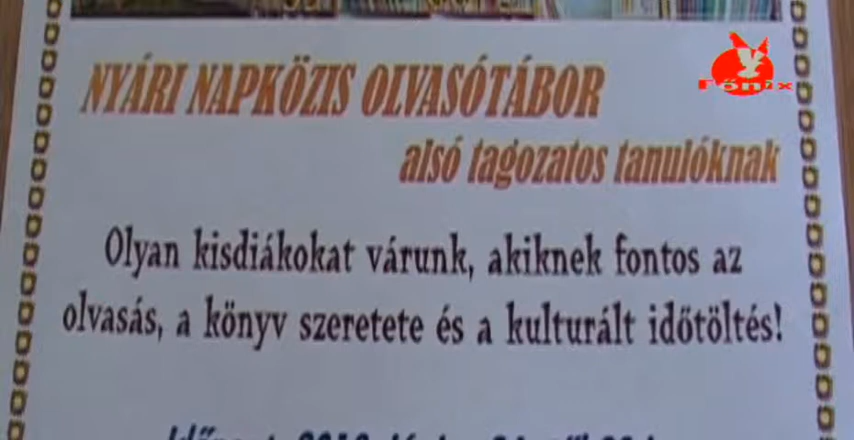 Főnix
NYÁRI NAPKÖZIS OLVASÓTÁBOR
alsó tagozatos tanulóknak
Olyan kisdiákokat várunk, akiknek fontos az
olvasás, a könyv szeretete és a kulturált időtöltés!